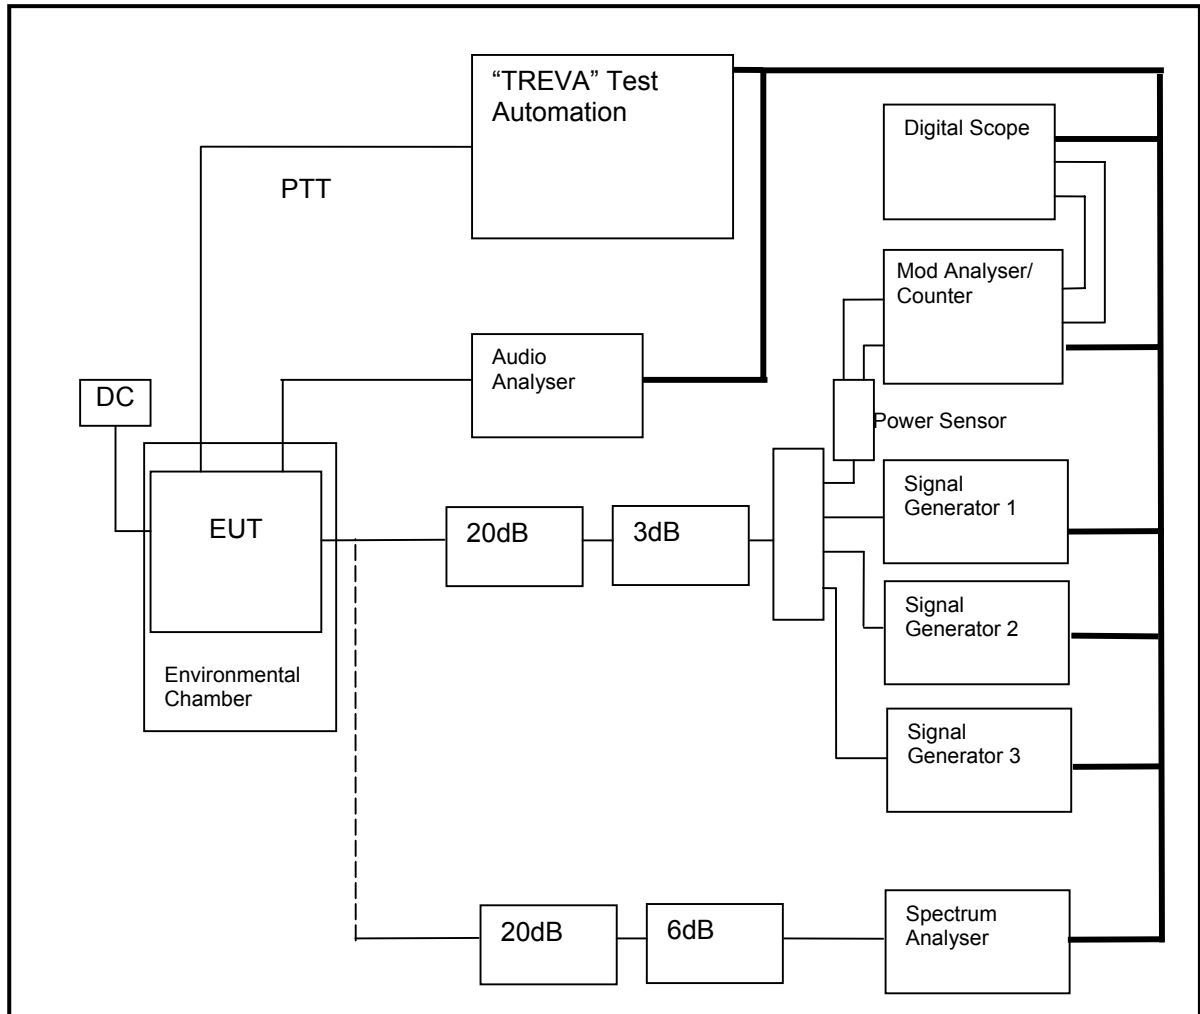 “TREVA” Test
Automation
Digital Scope
PTT
Mod Analyser/
Counter
Audio
Analyser
DC
Power Sensor
EUT
20dB
3dB
Signal
Generator 1
Signal
Generator 2
Environmental
Chamber
Signal
Generator 3
20dB
6dB
Spectrum
Analyser